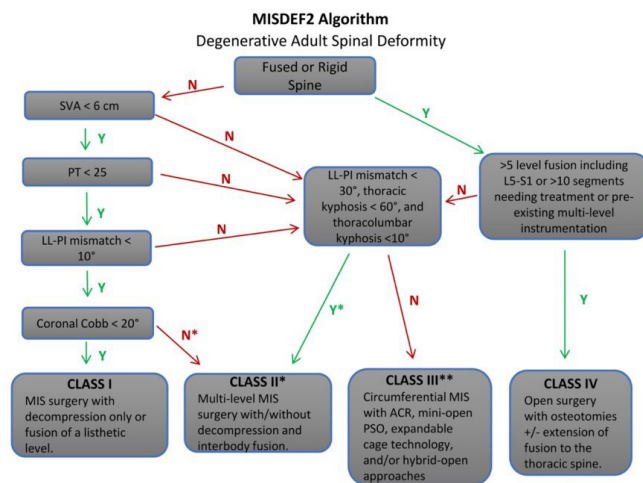 MISDEF2 Algorithm
Degenerative Adult Spinal Deformity
Fused or Rigid
Spine
N
Y
SVA < 6 cm
Y
N
PT < 25
N
Y
LL-PI mismatch <
10°
N
Y
Coronal Cobb < 20°
N*
Y
LL-PI mismatch <
30°, thoracic
kyphosis < 60°, and
thoracolumbar
kyphosis <10°
N
Y*
N
>5 level fusion including
L5-S1 or >10 segments
needing treatment or pre-
existing multi-level
instrumentation
Y
CLASS I
MIS surgery with
decompression only or
fusion of a listhetic
level.
CLASS II*
Multi-level MIS
surgery with/without
decompression and
interbody fusion.
CLASS III**
Circumferential MIS
with ACR, mini-open
PSO, expandable
cage technology,
and/or hybrid-open
approaches
CLASS IV
Open surgery
with osteotomies
+/- extension of
fusion to the
thoracic spine.